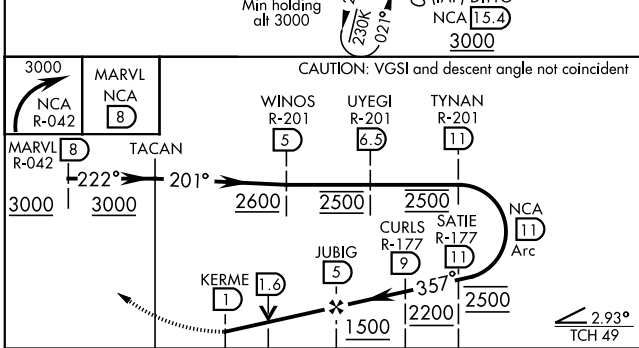 Min holding
alt 3000
230K
021°
NCA 15.4
3000
3000
NCA
R-042
MARVL
NCA
8
CAUTION: VGSI and descent angle not coincident
WINOS
R-201
5
UYEGI
R-201
6.5
TYNAN
R-201
11
MARVL
R-042
8
TACAN
222°
201°
3000
3000
2600
2500
2500
NCA
11
Arc
CURLS
R-177
9
SATIE
R-177
11
JUBIG
5
KERME
1
1.6
357°
1500
2200
2500
2.93°
TCH 49